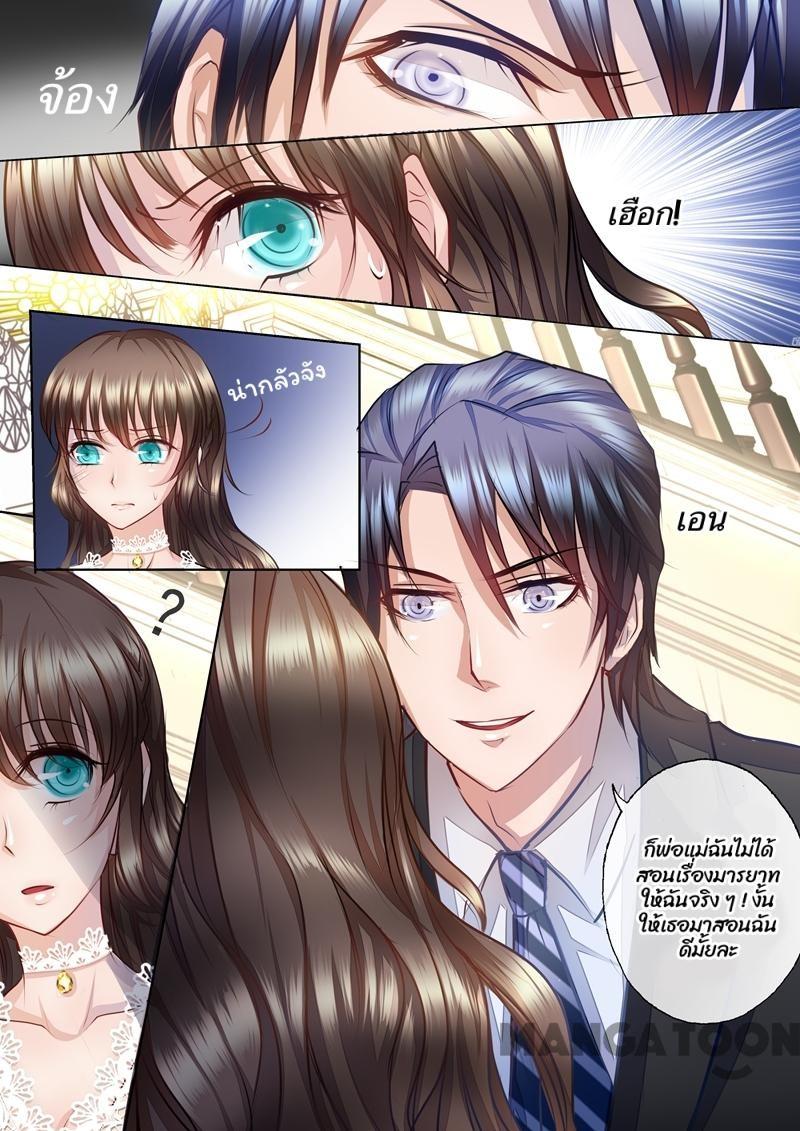 จ้อง
เฮือก!
น่ากลัวจัง
เอน
?
ก็พ่อแม่ฉันไม่ได้
สอนเรื่องมารยาท
ให้ฉันจริง ๆ ! งั้น
ให้เธอมาสอนฉัน
ดีมั้ยละ
MANGATOON